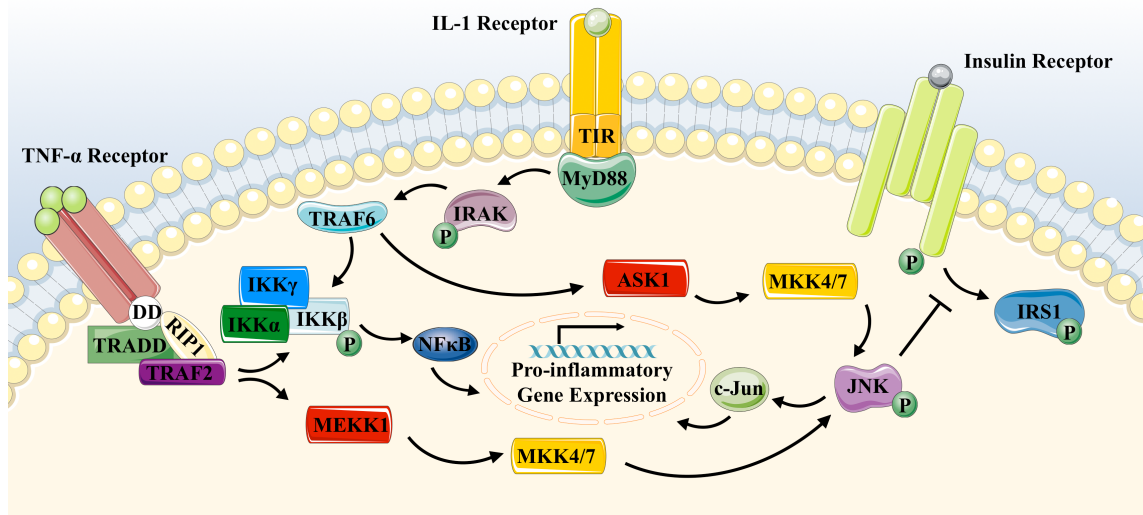 IL-1 Receptor
Insulin Receptor
TNF-α Receptor
TIR
MyD88
IRAK
P
TRAF6
P
IKKγ
IKKα
IKKβ
P
DD
RIP1
TRADD
TRAF2
NFκB
ASK1
MKK4/7
IRS1
P
Pro-inflammatory
Gene Expression
c-Jun
JNK
P
MEKK1
MKK4/7